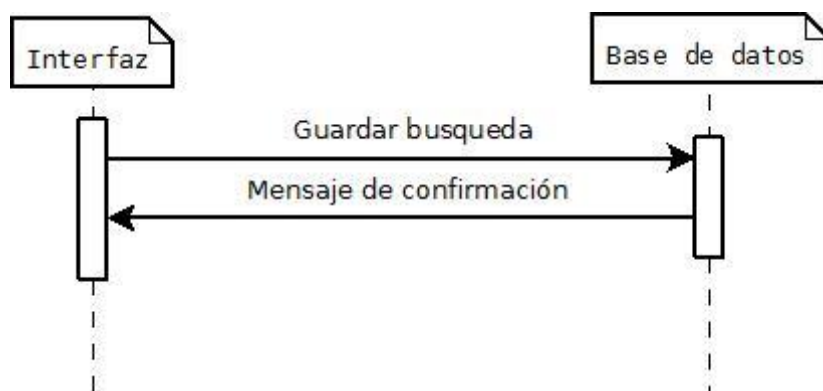 Interfaz
Base de datos
Guardar busqueda
Mensaje de confirmación